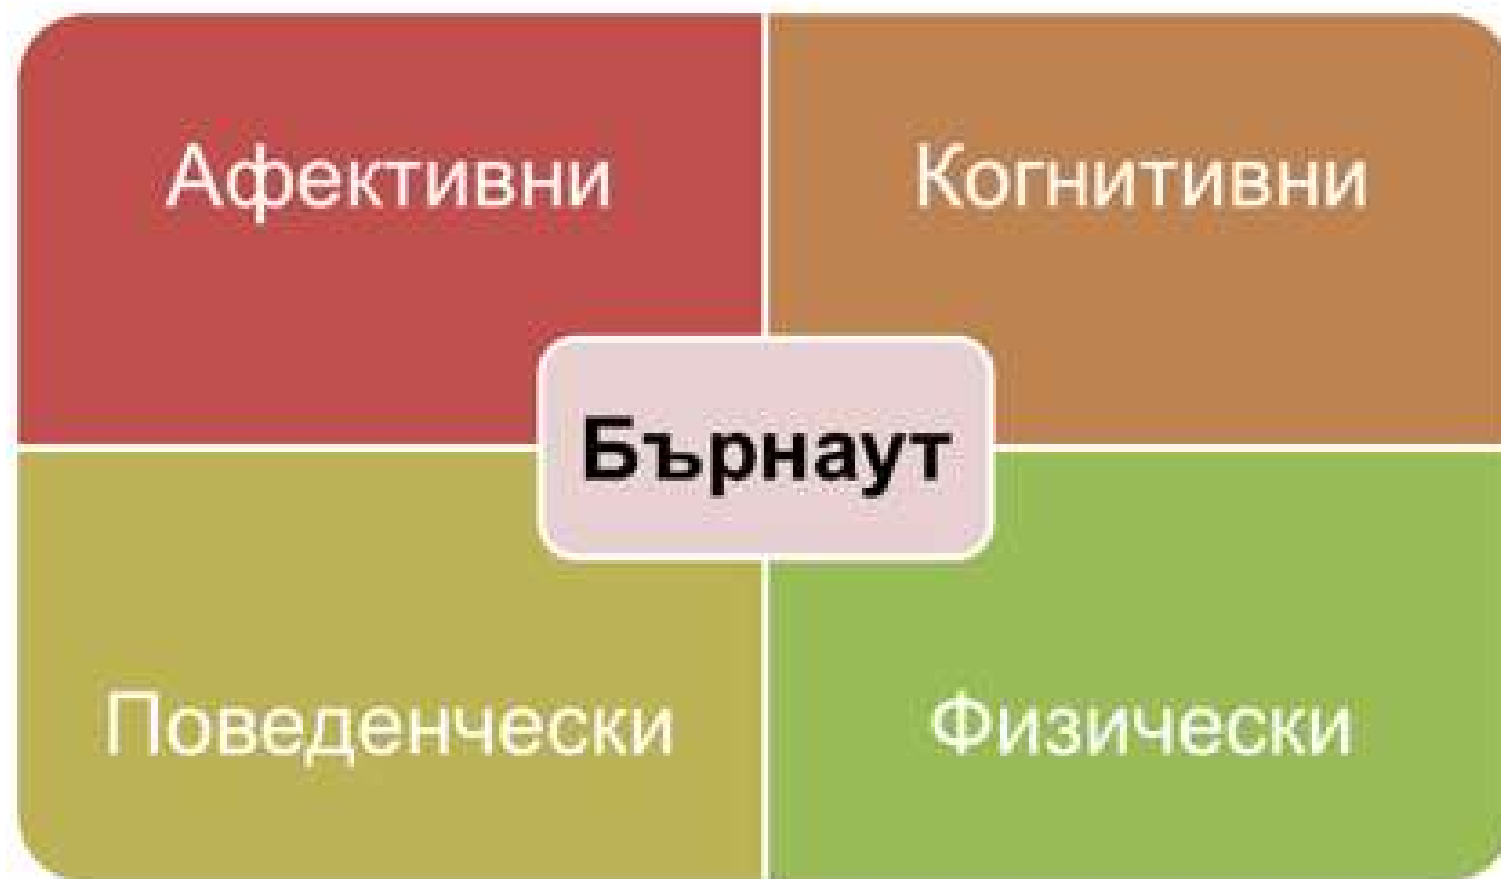 Афективни
Когнитивни
Бърнаут
Поведенчески
Физически